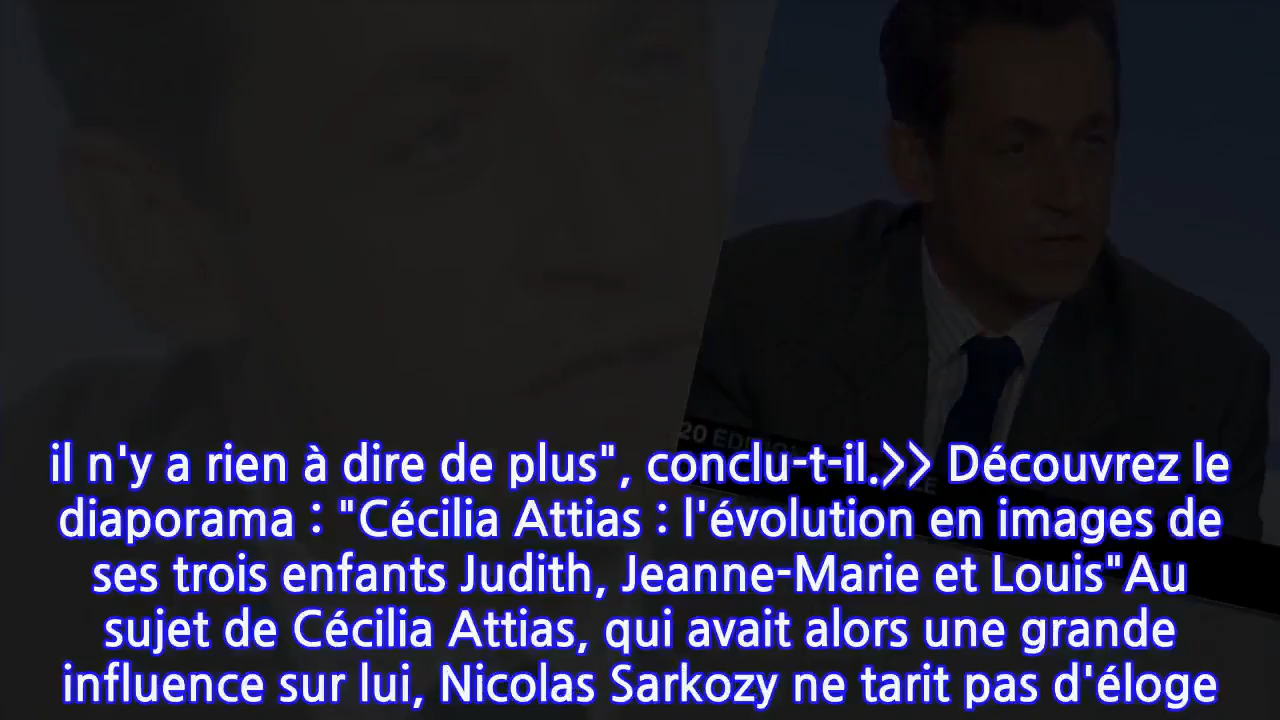 20 ÉDITION
il n'y a rien à dire de plus", conclu-t-il.>> Découvrez le
diaporama : "Cécilia Attias : l'évolution en images de
ses trois enfants Judith, Jeanne-Marie et Louis"Au
sujet de Cécilia Attias, qui avait alors une grande
influence sur lui, Nicolas Sarkozy ne tarit pas d'éloge